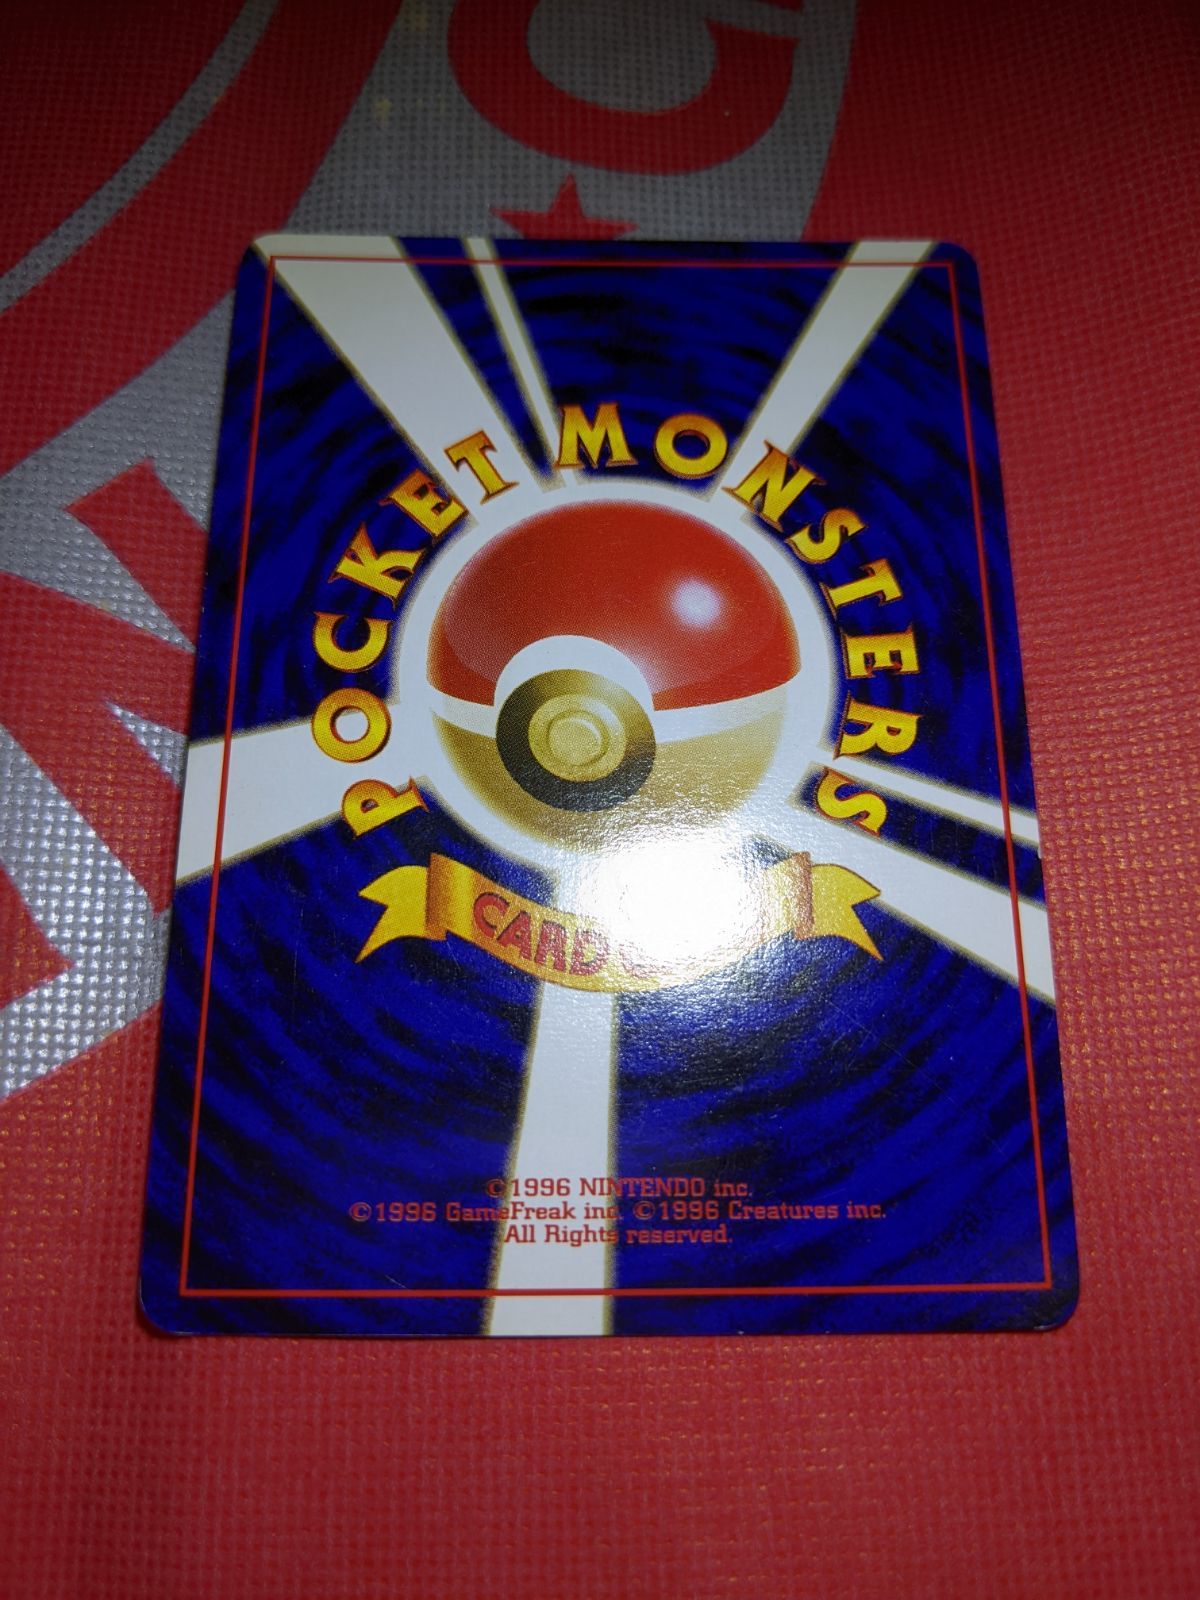 POCKET MONSTERS
CARD
©1996 NINTENDO inc.
©1996 GameFreak inc. ©1996 Creatures inc.
All Rights reserved.